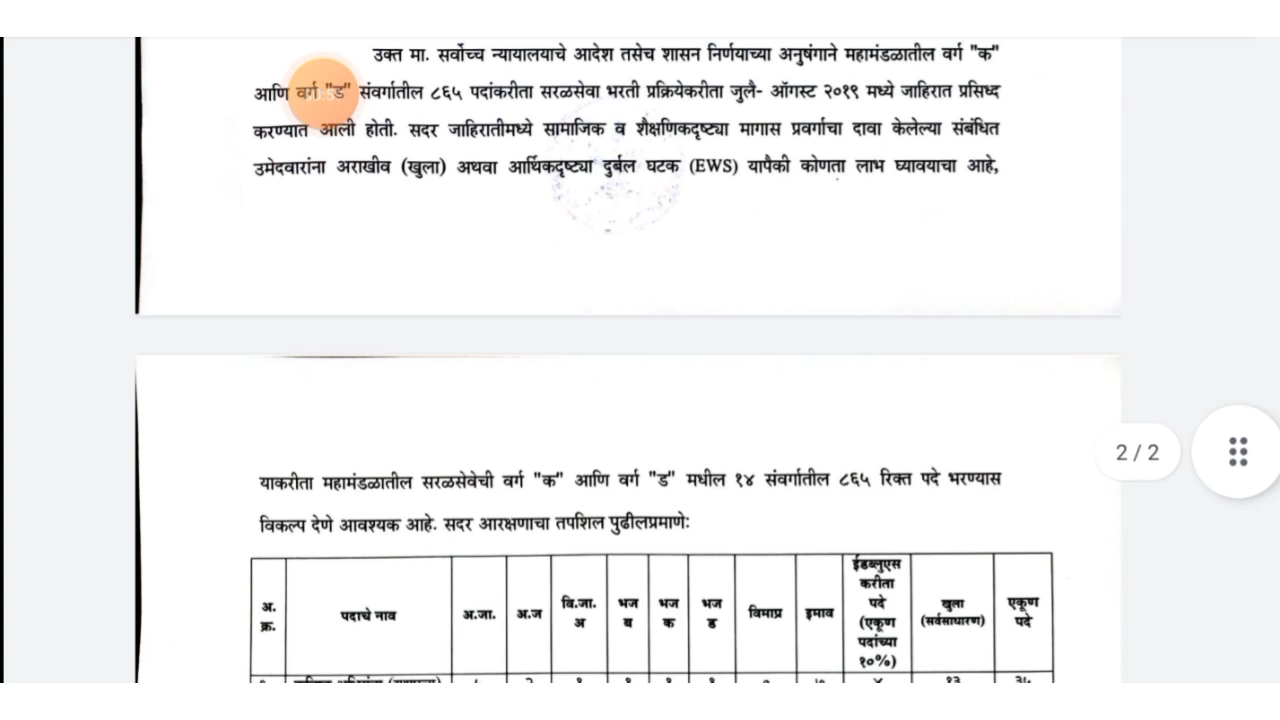 उक्त मा. सर्वोच्च न्यायालयाचे आदेश तसेच शासन निर्णयाच्या अनुषंगाने महामंडळातील वर्ग "क"
आणि वर्ग "ड" संवर्गातील ८६५ पदांकरीता सरळसेवा भरती प्रक्रियेकरीता जुलै- ऑगस्ट २०१९ मध्ये जाहिरात प्रसिध्द
करण्यात आली होती. सदर जाहिरातीमध्ये सामाजिक व शैक्षणिकदृष्ट्या मागास प्रवर्गाचा दावा केलेल्या संबंधित
उमेदवारांना अराखीव (खुला) अथवा आर्थिकदृष्ट्या दुर्बल घटक (EWS) यापैकी कोणता लाभ घ्यावयाचा आहे,
2 / 2
याकरीता महामंडळातील सरळसेवेची वर्ग "क" आणि वर्ग "ड" मधील १४ संवर्गातील ८६५ रिक्त पदे भरण्यास
विकल्प देणे आवश्यक आहे. सदर आरक्षणाचा तपशिल पुढीलप्रमाणे:
अ. क्र.
पदाचे नाव
अ.जा.
अ.ज
वि.जा. अ
भज ब
भज क
भज ड
विमाप्र
इमाव
ईडब्लुएस
करीता
पदे
(एकूण
पदांच्या
१०%)
खुला
(सर्वसाधारण)
एकूण
पदे